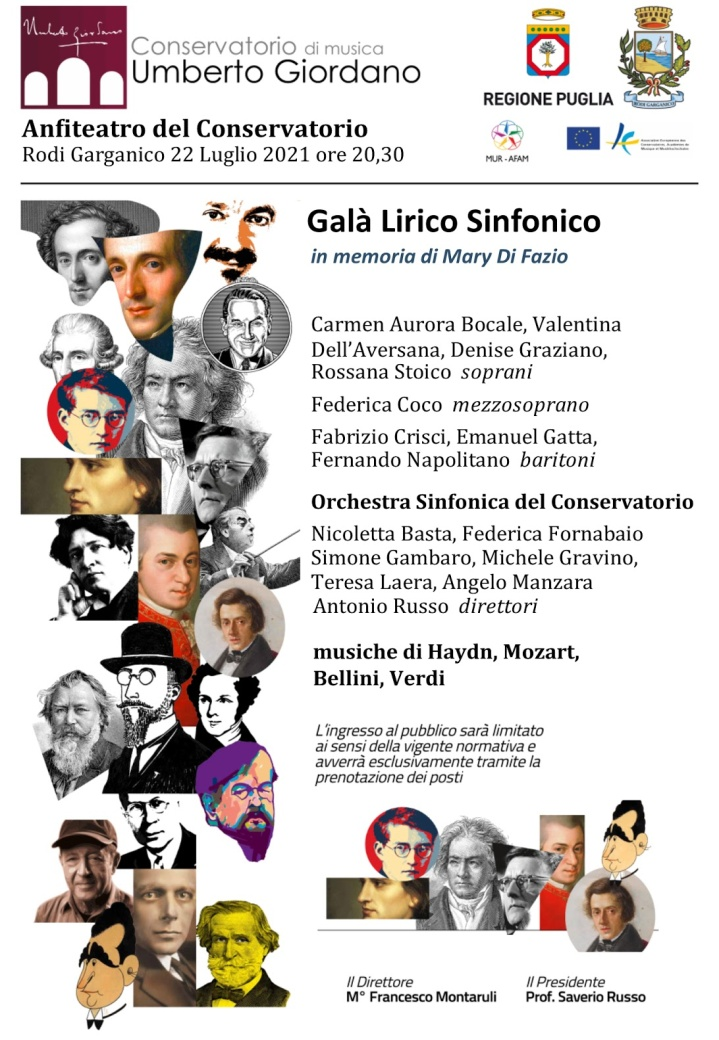 Umberto Giordano
Conservatorio di musica
Umberto Giordano
REGIONE PUGLIA
RODI GARGANICO
Anfiteatro del Conservatorio
Rodi Garganico 22 Luglio 2021 ore 20,30
MUR - AFAM
Galà Lirico Sinfonico
in memoria di Mary Di Fazio
Carmen Aurora Bocale, Valentina
Dell’Aversana, Denise Graziano,
Rossana Stoico soprani
Federica Coco mezzosoprano
Fabrizio Crisci, Emanuel Gatta,
Fernando Napolitano baritoni
Orchestra Sinfonica del Conservatorio
Nicoletta Basta, Federica Fornabaio
Simone Gambaro, Michele Gravino,
Teresa Laera, Angelo Manzara
Antonio Russo direttori
musiche di Haydn, Mozart,
Bellini, Verdi
L’ingresso al pubblico sarà limitato
ai sensi della vigente normativa e
avverrà esclusivamente tramite la
prenotazione dei posti
Il Direttore
M° Francesco Montaruli
Il Presidente
Prof. Saverio Russo